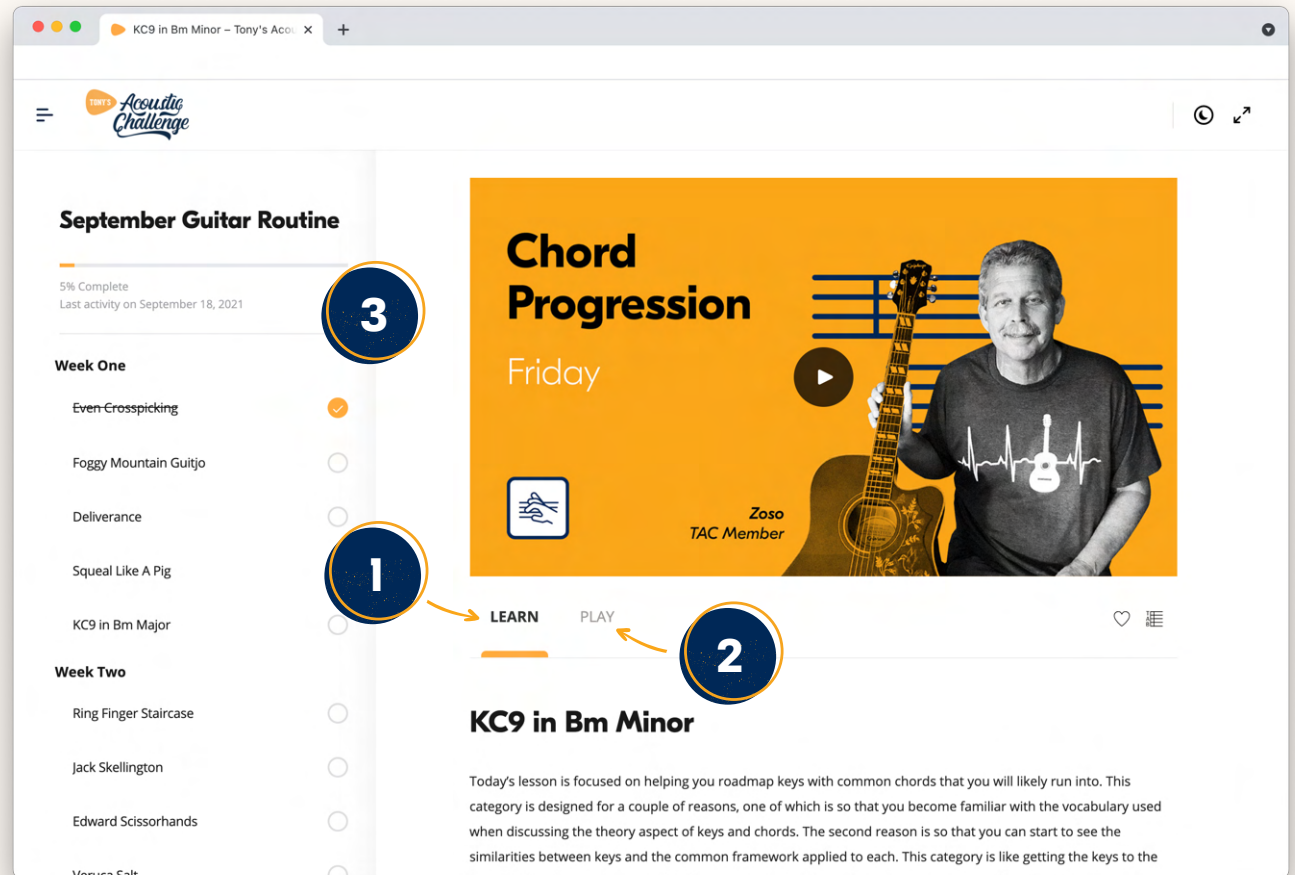 KC9 in Bm Minor – Tony's Acou
TONY'S Acoustic
Challenge
September Guitar Routine
5% Complete
Last activity on September 18, 2021
3
Week One
Even Crosspicking
Foggy Mountain Guitjo
Deliverance
Squeal Like A Pig
KC9 in Bm Major
Week Two
Ring Finger Staircase
Jack Skellington
Edward Scissorhands
Veruca Salt
Chord
Progression
Friday
Zoso
TAC Member
1
LEARN PLAY
2
KC9 in Bm Minor
Today's lesson is focused on helping you roadmap keys with common chords that you will likely run into. This
category is designed for a couple of reasons, one of which is so that you become familiar with the vocabulary used
when discussing the theory aspect of keys and chords. The second reason is so that you can start to see the
similarities between keys and the common framework applied to each. This category is like getting the keys to the